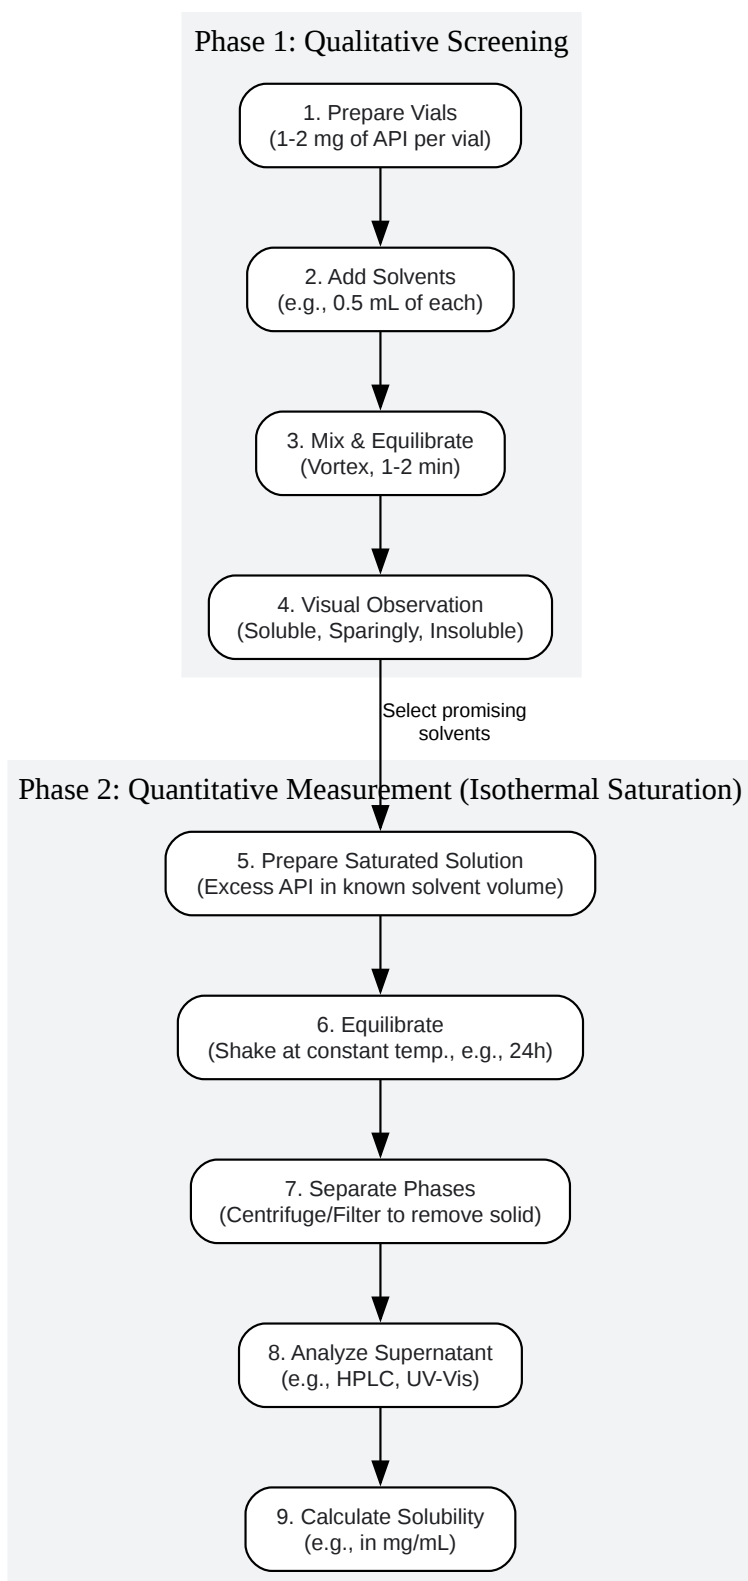 Phase 1: Qualitative Screening
1. Prepare Vials
(1-2 mg of API per vial)
2. Add Solvents
(e.g., 0.5 mL of each)
3. Mix & Equilibrate
(Vortex, 1-2 min)
4. Visual Observation
(Soluble, Sparingly, Insoluble)
Select promising
solvents
Phase 2: Quantitative Measurement (Isothermal Saturation)
5. Prepare Saturated Solution
(Excess API in known solvent volume)
6. Equilibrate
(Shake at constant temp., e.g., 24h)
7. Separate Phases
(Centrifuge/Filter to remove solid)
8. Analyze Supernatant
(e.g., HPLC, UV-Vis)
9. Calculate Solubility
(e.g., in mg/mL)